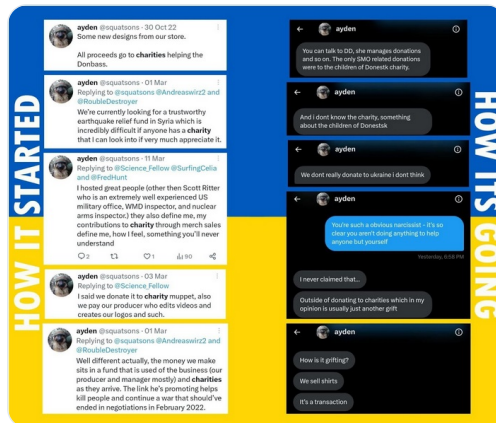 HOW IT STARTED
ayden @squatsons · 30 Oct 22
Some new designs from our store.
All proceeds go to charities helping the
Donbass.
ayden @squatsons · 01 Mar
Replying to @squatsons @Andreaswirz2 and
@RoubleDestroyer
We're currently looking for a trustworthy
earthquake relief fund in Syria which is
incredibly difficult if anyone has a charity
that I can look into if very much appreciate it.
ayden @squatsons · 11 Mar
Replying to @Science_Fellow @SurfingCelia
and @FredHunt
I hosted great people (other then Scott Ritter
who is an extremely well experienced US
military office, WMD inspector, and nuclear
arms inspector.) they also define me, my
contributions to charity through merch sales
define me, how I feel, something you'll never
understand
2
1
90
ayden @squatsons · 03 Mar
Replying to @Science_Fellow
I said we donate it to charity muppet, also
we pay our producer who edits videos and
creates our logos and such.
ayden @squatsons · 01 Mar
Replying to @squatsons @Andreaswirz2 and
@RoubleDestroyer
Well different actually, the money we make
sits in a fund that is used of the business (our
producer and manager mostly) and charities
as they arrive. The link he's promoting helps
kill people and continue a war that should've
ended in negotiations in February 2022.
HOW ITS GOING
ayden
You can talk to DD, she manages donations
and so on. The only SMO related donations
were to the children of Donestk charity.
ayden
And i dont know the charity, something
about the children of Donestsk
ayden
We dont really donate to ukraine i dont think
ayden
You're such a obvious narcissist – it's so
clear you aren't doing anything to help
anyone but yourself
Yesterday, 6:58 PM
I never claimed that...
Outside of donating to charities which in my
opinion is usually just another grift
ayden
How is it grifting?
We sell shirts
It's a transaction